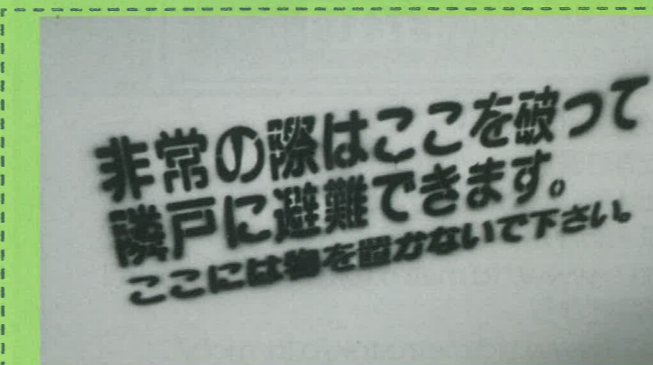 非常の際はここを破って
隣戸に避難できます。
ここには物を置かないで下さい。